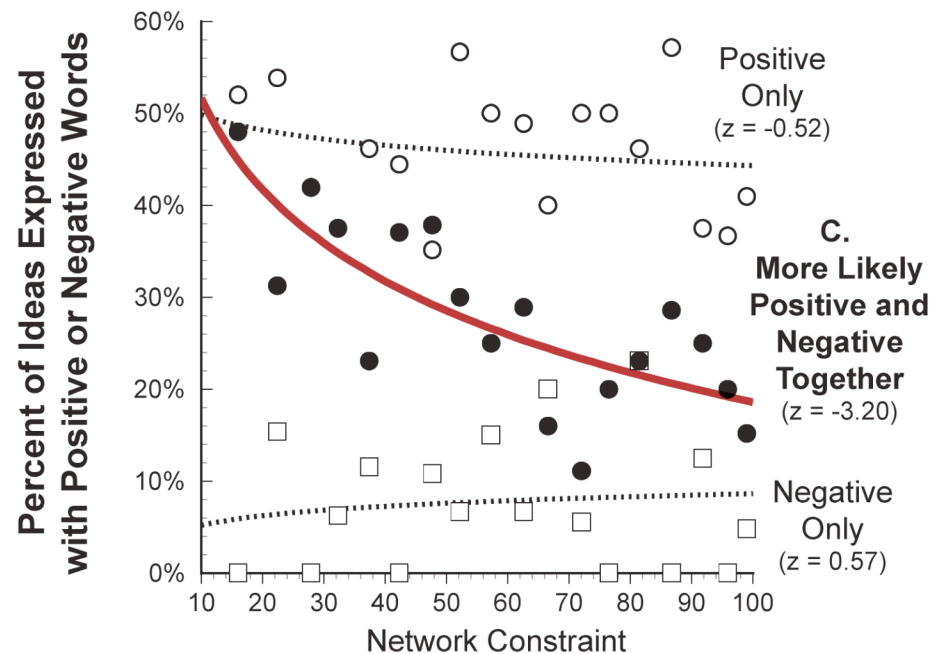 Percent of Ideas Expressed
with Positive or Negative Words
60%
50%
40%
30%
20%
10%
0%
10 20 30 40 50 60 70 80 90 100
Network Constraint
Positive
Only
(z = -0.52)
C.
More Likely
Positive and
Negative
Together
(z = -3.20)
Negative
Only
(z = 0.57)